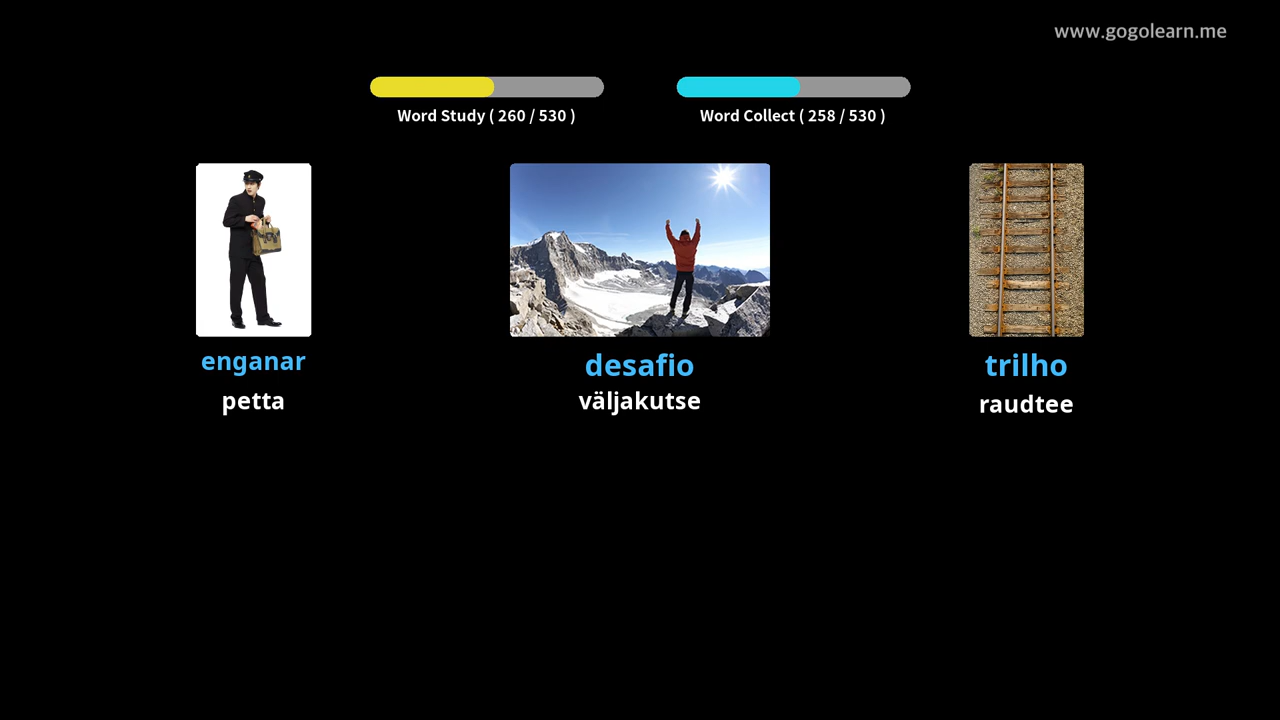 www.gogolearn.me
Word Study ( 260 / 530 )
Word Collect ( 258 / 530 )
enganar
petta
desafio
väljakutse
trilho
raudtee